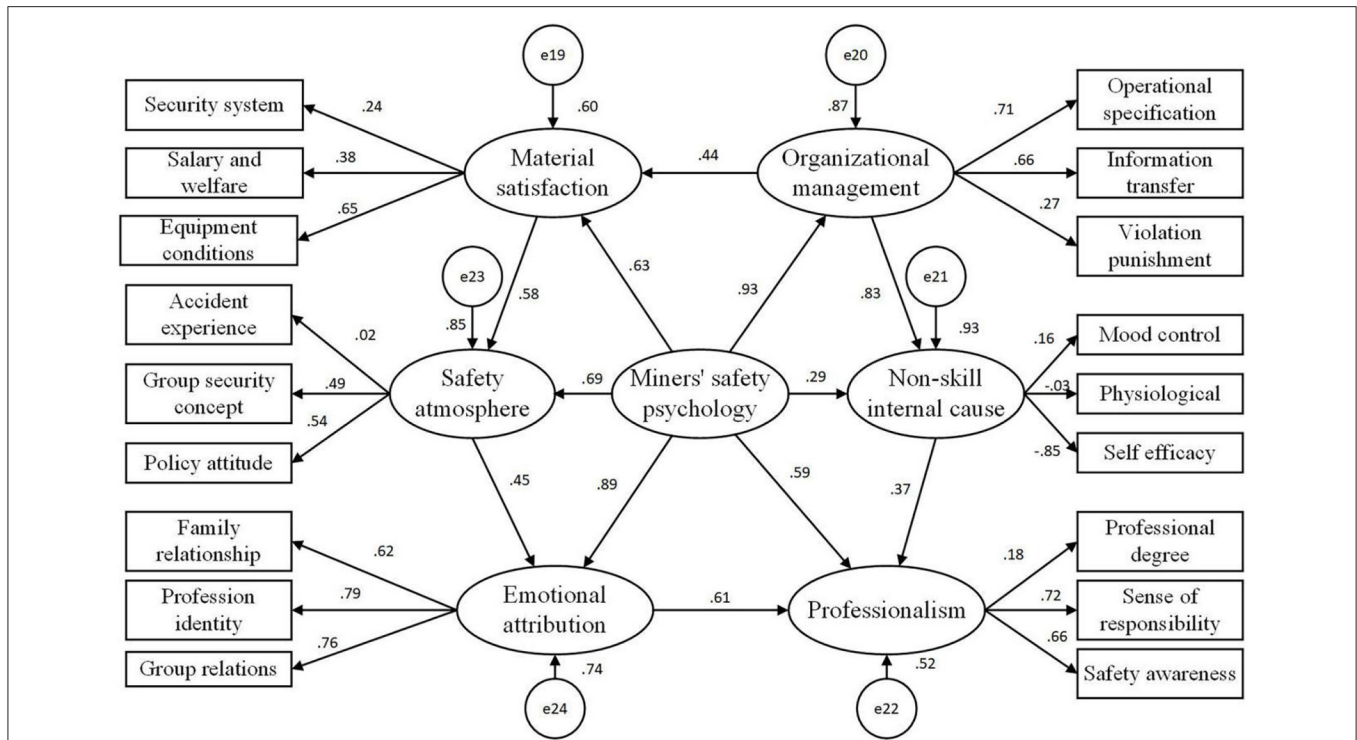 e19
e20
Security system
.24
.60
.87
.71
Operational
specification
Salary and
welfare
.38
Material
satisfaction
.44
Organizational
management
.66
Information
transfer
Equipment
conditions
.65
.27
Violation
punishment
e23
.58
.63
.93
.83
e21
Accident
experience
.02
.85
.93
.16
Mood control
Group security
concept
.49
Safety
atmosphere
.69
Miners' safety
psychology
.29
Non-skill
internal cause
-.03
Physiological
Policy attitude
.54
-.85
Self efficacy
.45
.89
.59
.37
Family
relationship
.62
.18
Professional
degree
Profession
identity
.79
Emotional
attribution
.61
Professionalism
.72
Sense of
responsibility
Group relations
.76
.74
.52
.66
Safety awareness
e24
e22